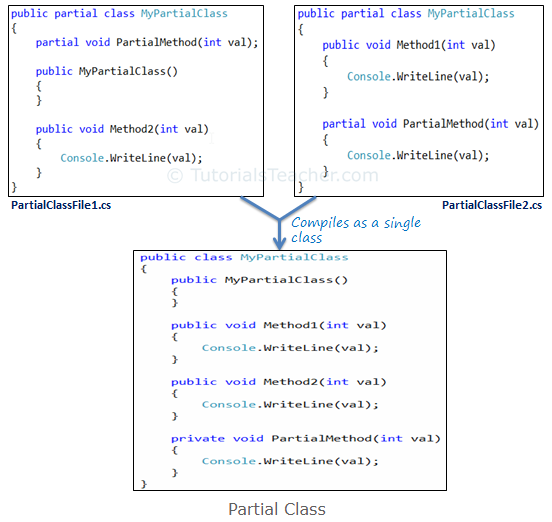 public partial class MyPartialClass
{
    partial void PartialMethod(int val);

    public MyPartialClass()
    {
    }

    public void Method2(int val)
    {
        Console.WriteLine(val);
    }
}
PartialClassFile1.cs
public partial class MyPartialClass
{
    public void Method1(int val)
    {
        Console.WriteLine(val);
    }

    partial void PartialMethod(int val)
    {
        Console.WriteLine(val);
    }
}
PartialClassFile2.cs
© TutorialsTeacher.com
Compiles as a single
class
public class MyPartialClass
{
    public MyPartialClass()
    {
    }

    public void Method1(int val)
    {
        Console.WriteLine(val);
    }

    public void Method2(int val)
    {
        Console.WriteLine(val);
    }

    private void PartialMethod(int val)
    {
        Console.WriteLine(val);
    }
}
Partial Class